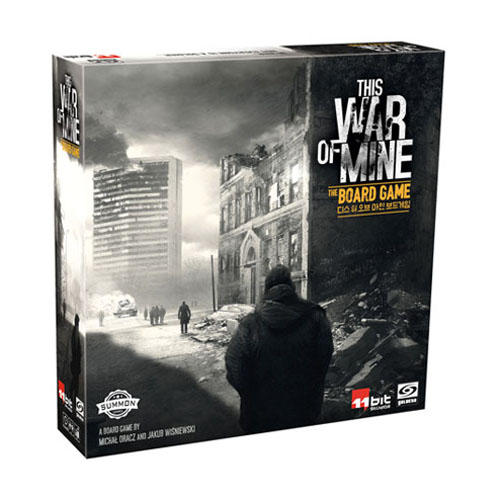 THIS
WAR
OF MINE
THE BOARD GAME
디스 워 오브 마인 보드게임
SUMMON
A BOARD GAME BY
MICHAŁ ORACZ AND JAKUB WIŚNIEWSKI
11 bit
STUDIOS